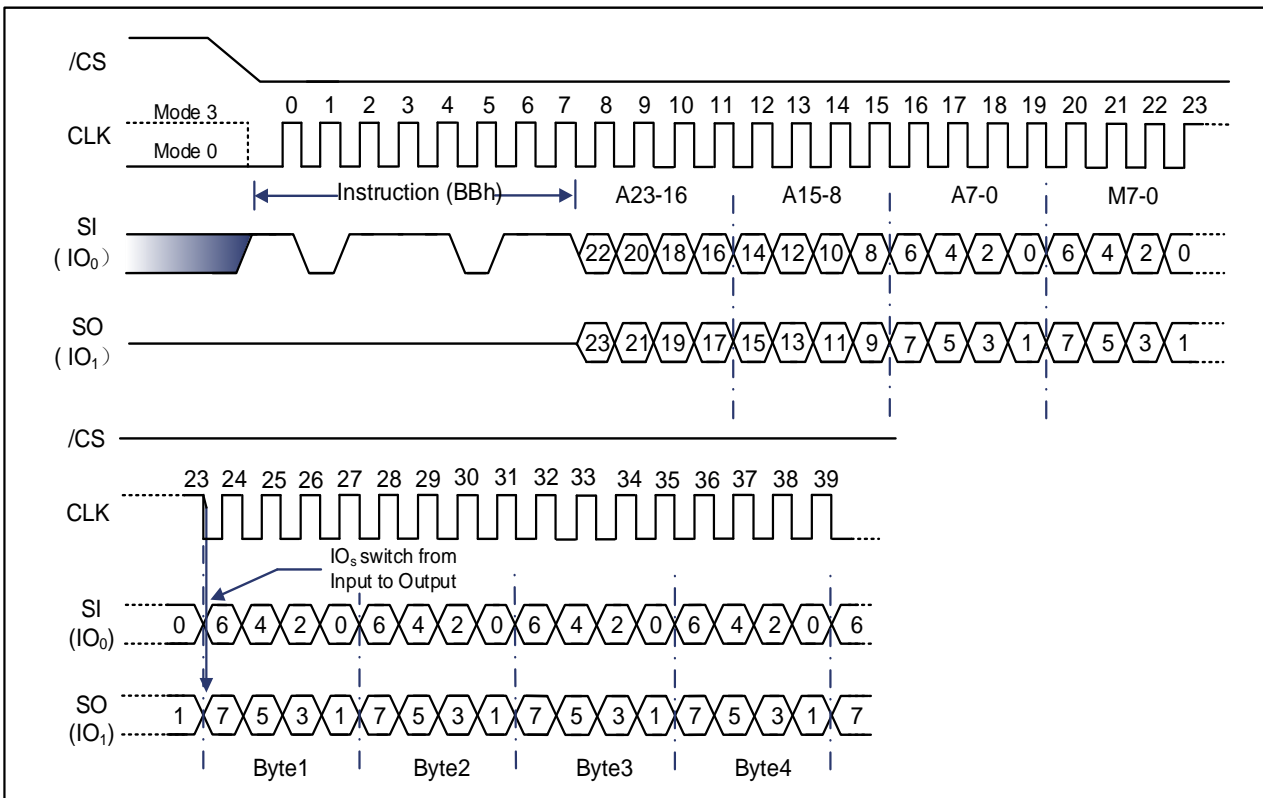 /CS
0 1 2 3 4 5 6 7 8 9 10 11 12 13 14 15 16 17 18 19 20 21 22 23
Mode 3
CLK
Mode 0
Instruction (BBh) A23-16 A15-8 A7-0 M7-0
SI
( IO₀）
22 20 18 16 14 12 10 8 6 4 2 0 6 4 2 0
SO
( IO₁）
23 21 19 17 15 13 11 9 7 5 3 1 7 5 3 1
/CS
23 24 25 26 27 28 29 30 31 32 33 34 35 36 37 38 39
CLK
IOₛ switch from
Input to Output
SI
(IO₀)
0 6 4 2 0 6 4 2 0 6 4 2 0 6 4 2 0 6
SO
(IO₁)
1 7 5 3 1 7 5 3 1 7 5 3 1 7 5 3 1 7
Byte1 Byte2 Byte3 Byte4